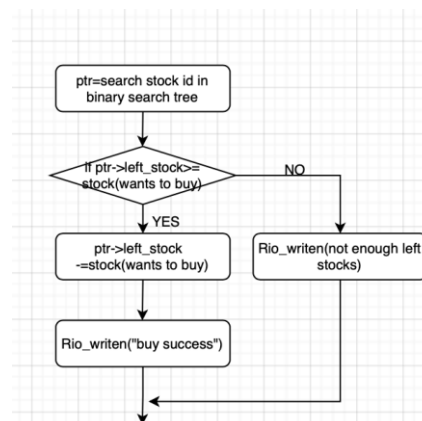 ptr=search stock id in
binary search tree
if ptr->left_stock>=
stock(wants to buy)
NO
YES
ptr->left_stock
-=stock(wants to buy)
Rio_writen(not enough left
stocks)
Rio_writen("buy success")